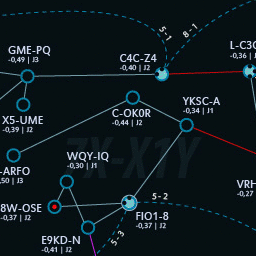 5-1
8-1
GME-PQ
-0,49 | J3
C4C-Z4
-0,40 | J2
L-C3O
-0,36 |
X5-UME
-0,39 | J2
C-OK0R
-0,44 | J2
YKSC-A
-0,34 | J1
7X-X1Y
WQY-IQ
-0,30 | J1
-ARFO
,50 | J3
8W-OSE
-0,37 | J2
VRH
-0,27
5-2
FIO1-8
-0,37 | J2
E9KD-N
-0,41 | J2
5-3